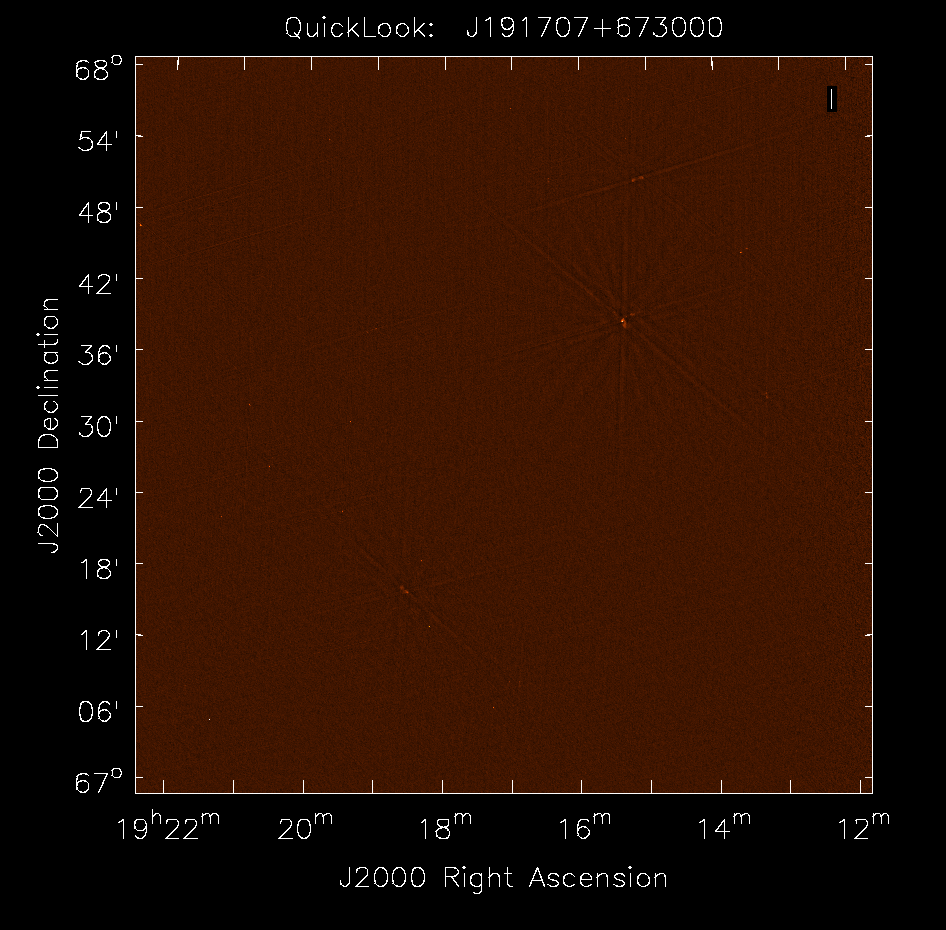 QuickLook: J191707+673000
68°
54'
48'
42'
36'
30'
24'
18'
12'
06'
67°
J2000 Declination
19ʰ22ᵐ 20ᵐ 18ᵐ 16ᵐ 14ᵐ 12ᵐ
J2000 Right Ascension